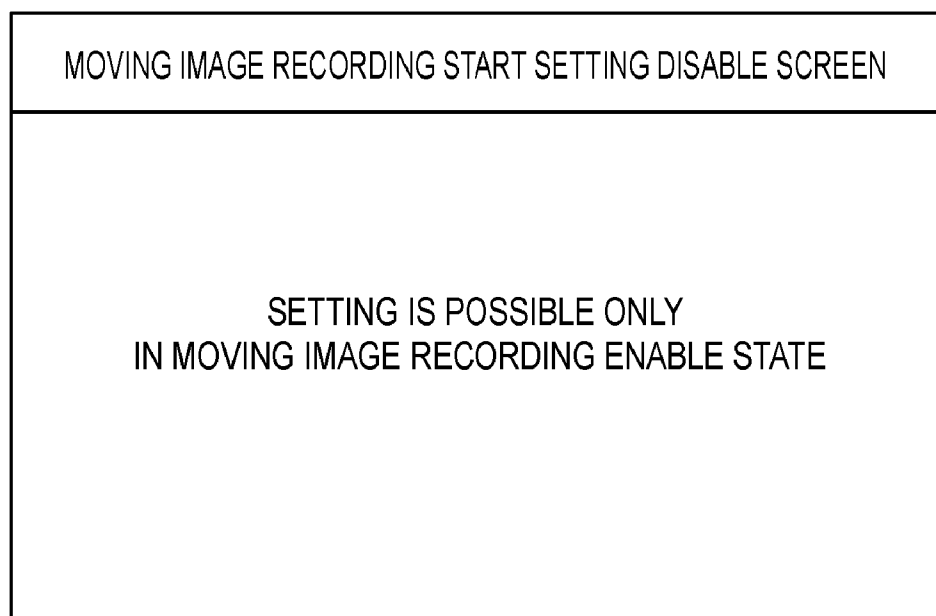 MOVING IMAGE RECORDING START SETTING DISABLE SCREEN
SETTING IS POSSIBLE ONLY
IN MOVING IMAGE RECORDING ENABLE STATE